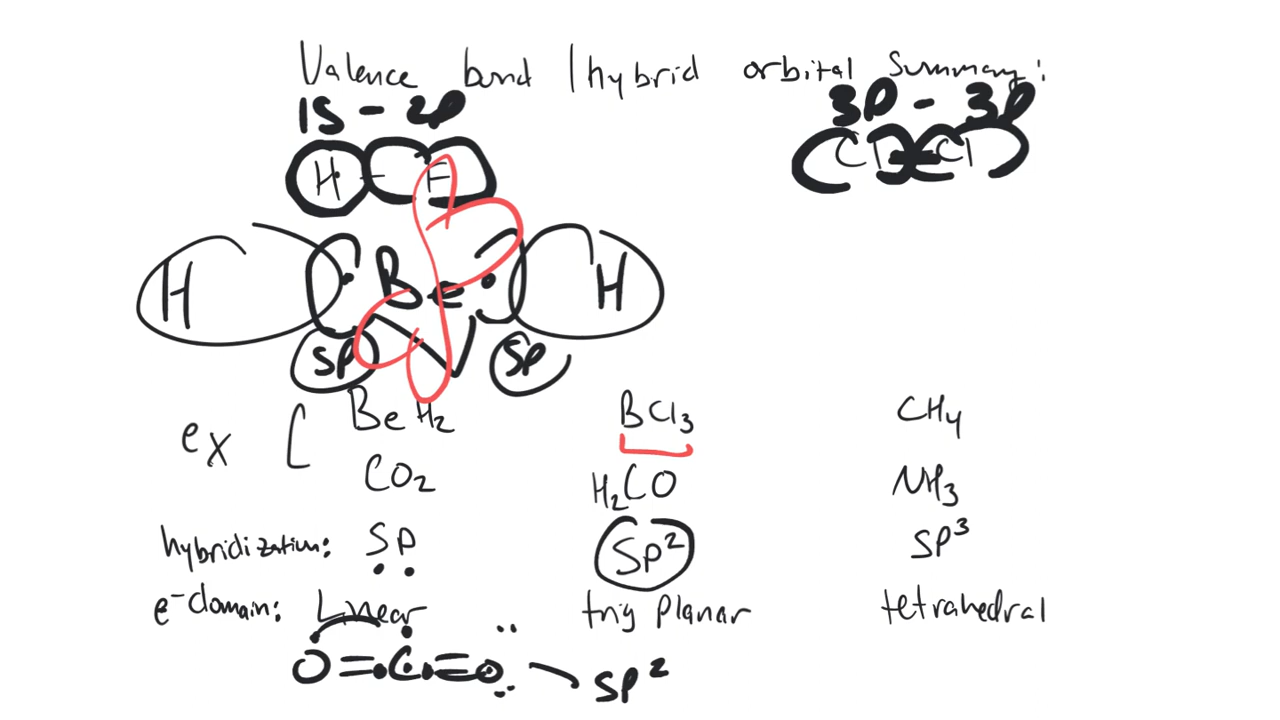 Valence bond / hybrid orbital Summary:
1S - 2P 3P - 3P
H - F Cl Cl
H Be H
SP SP
ex BeH₂ BCl₃ CH₄
CO₂ H₂CO NH₃
hybridization: SP SP² SP³
e⁻-domain: Linear trig Planar tetrahedral
O=C=O SP²